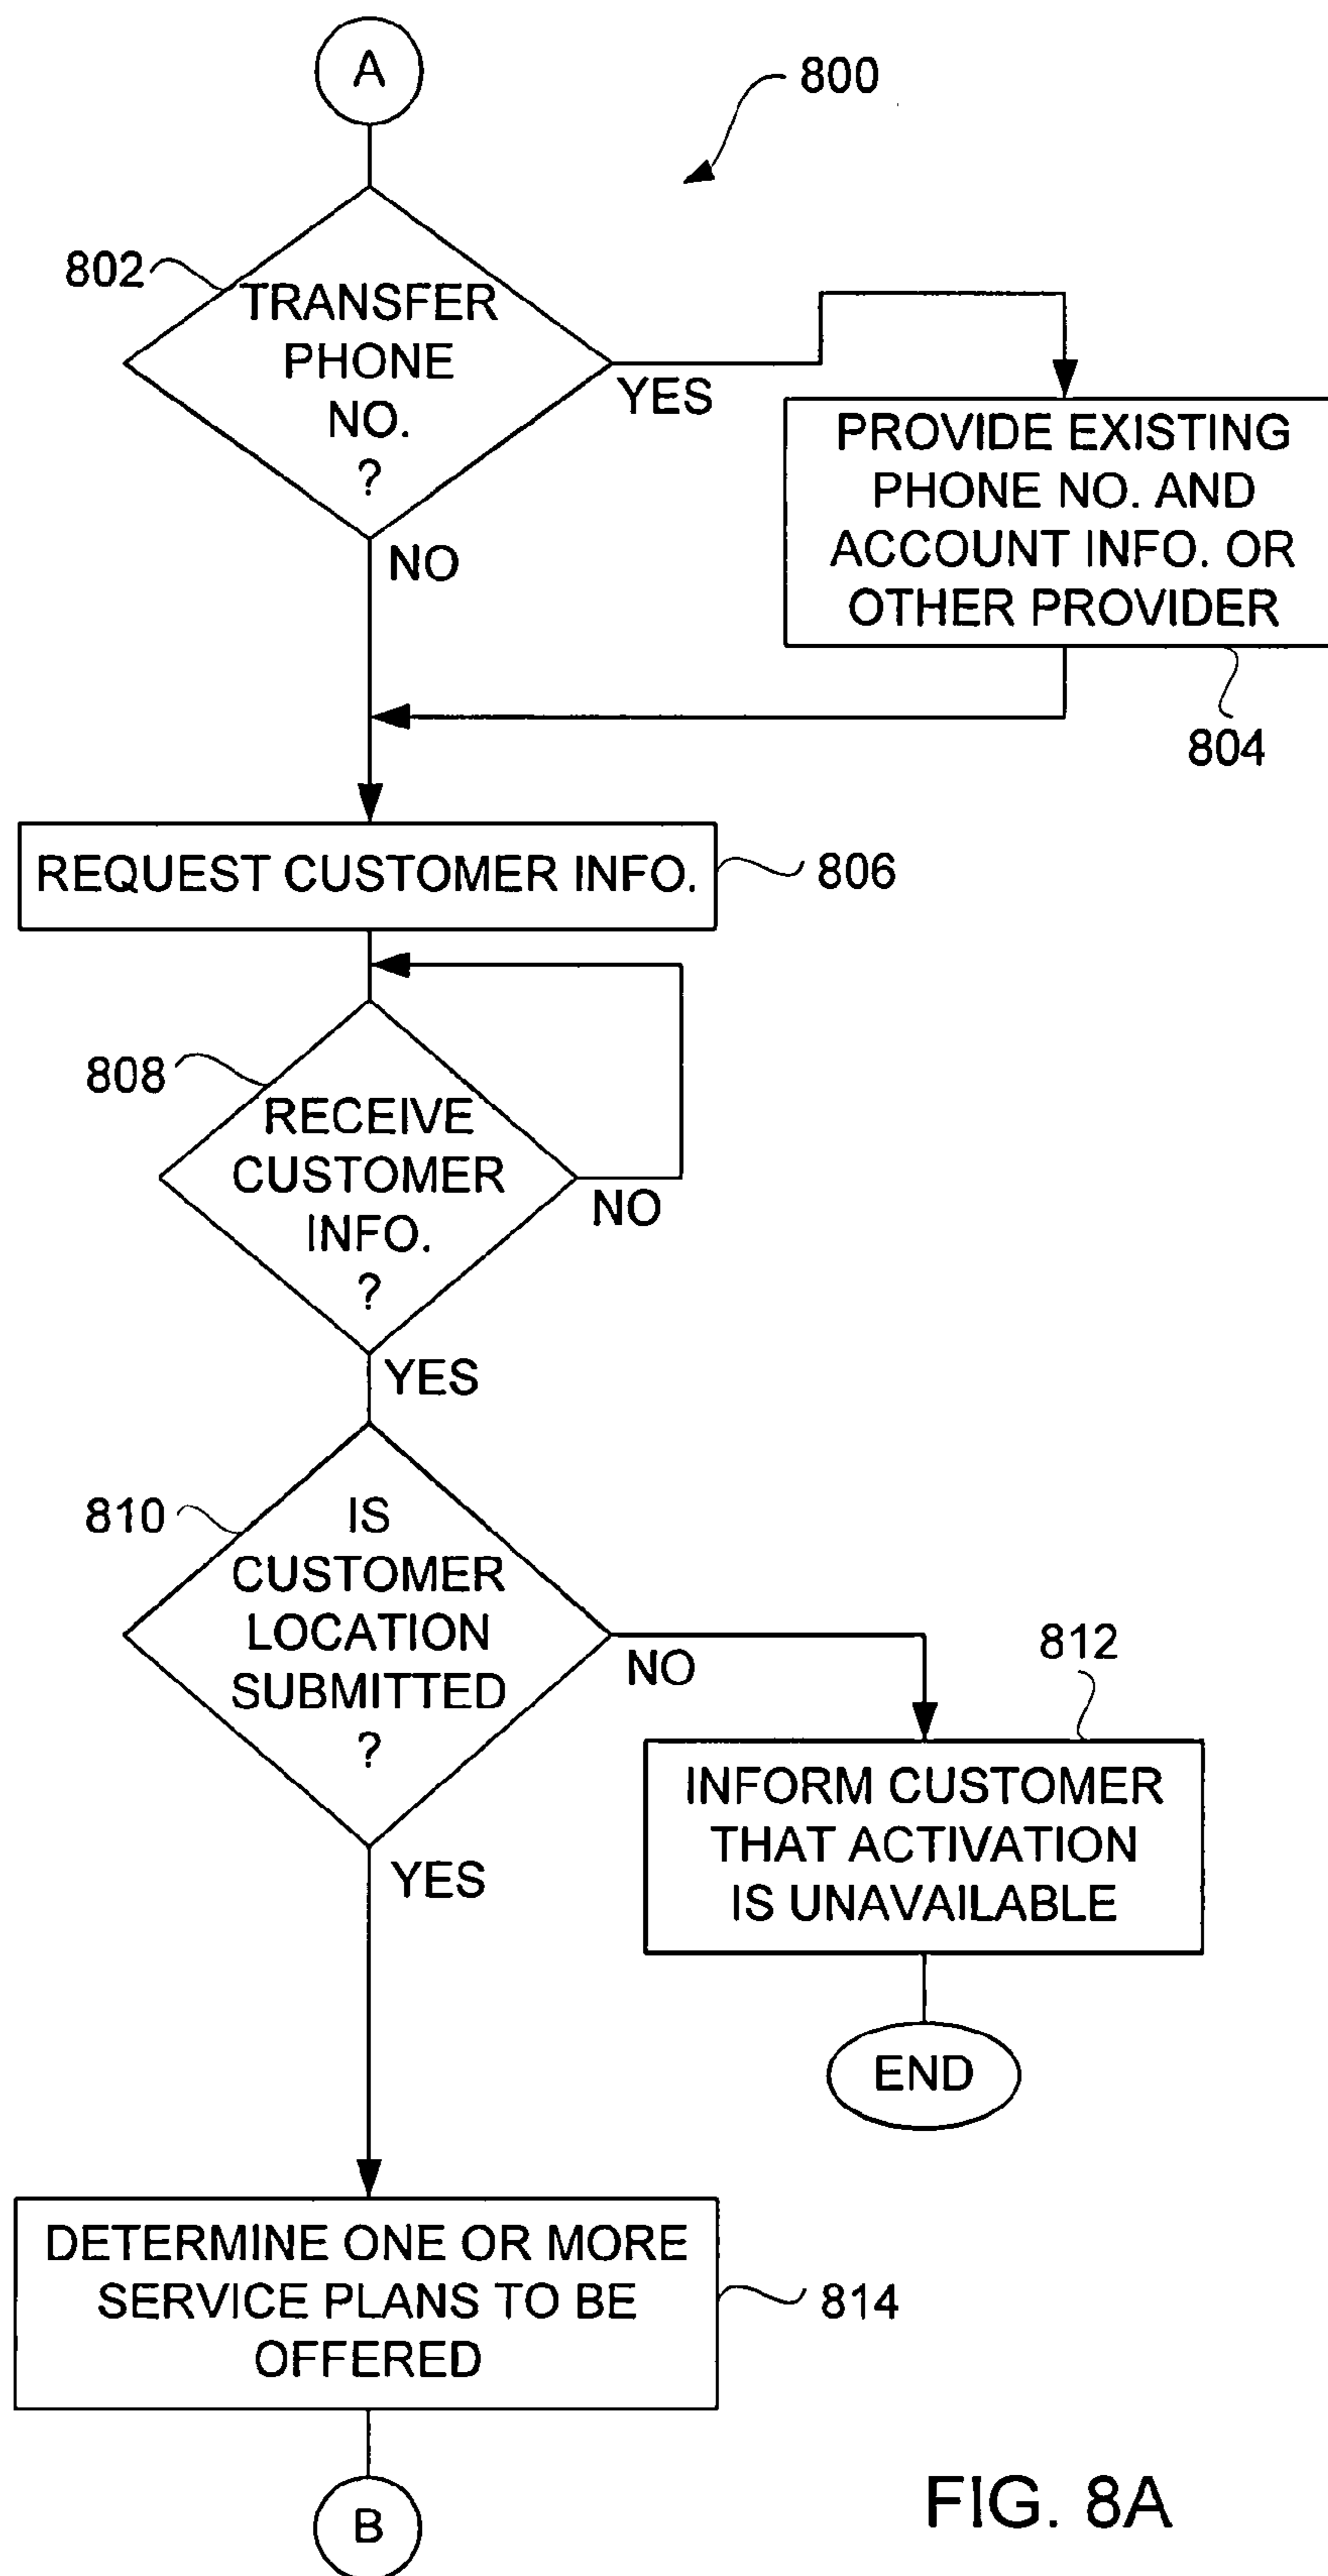 A
800
802
TRANSFER
PHONE
NO.
?
YES
NO
PROVIDE EXISTING
PHONE NO. AND
ACCOUNT INFO. OR
OTHER PROVIDER
804
REQUEST CUSTOMER INFO.
806
808
RECEIVE
CUSTOMER
INFO.
?
NO
YES
810
IS
CUSTOMER
LOCATION
SUBMITTED
?
NO
YES
812
INFORM CUSTOMER
THAT ACTIVATION
IS UNAVAILABLE
END
DETERMINE ONE OR MORE
SERVICE PLANS TO BE
OFFERED
814
B
FIG. 8A